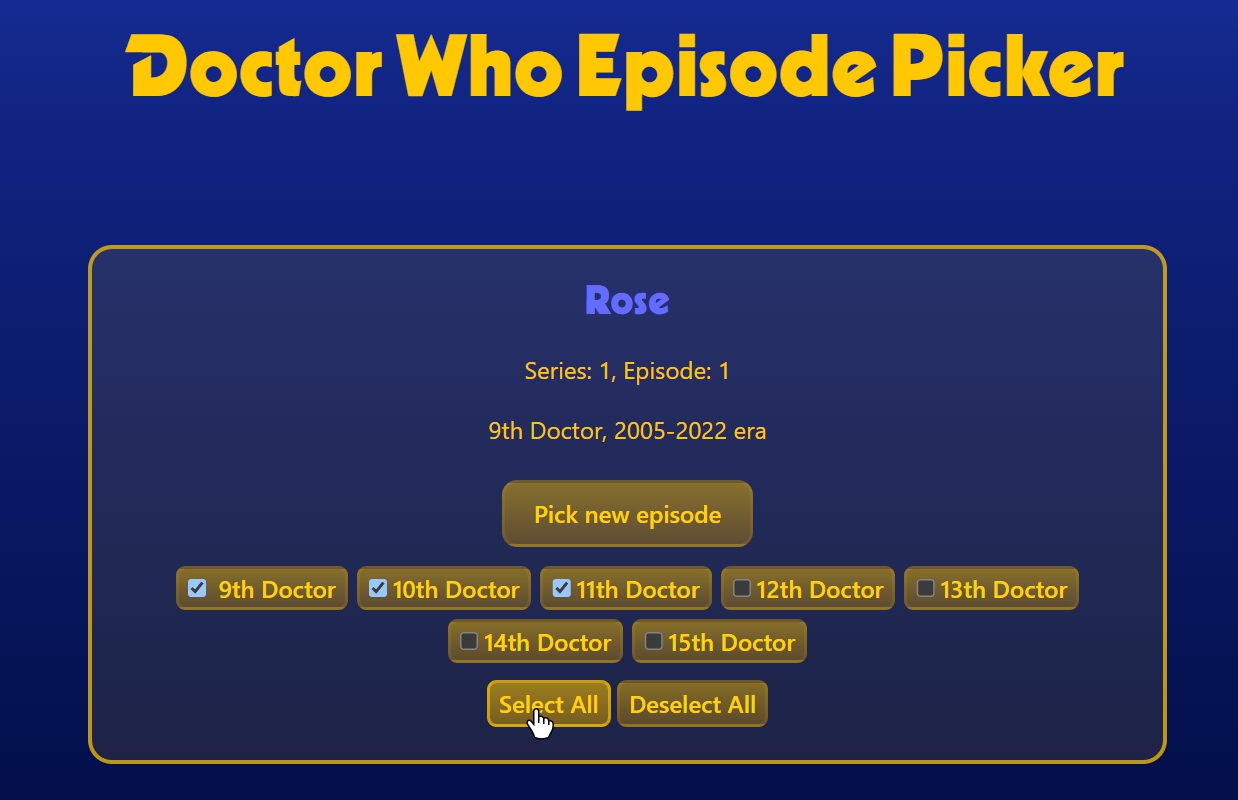 Doctor Who Episode Picker
Rose
Series: 1, Episode: 1
9th Doctor, 2005-2022 era
Pick new episode
9th Doctor 10th Doctor 11th Doctor 12th Doctor 13th Doctor
14th Doctor 15th Doctor
Select All Deselect All